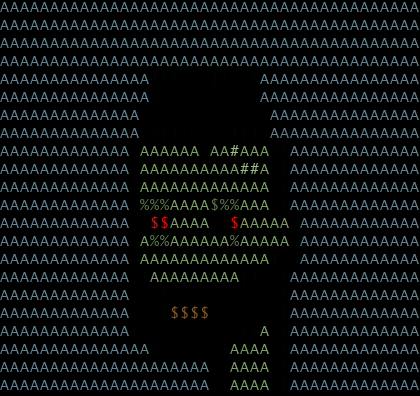 AAAAAAAAAAAAAAAAAAAAAAAAAAAAAAAAAAAAAAAAAA
AAAAAAAAAAAAAAAAAAAAAAAAAAAAAAAAAAAAAAAAAA
AAAAAAAAAAAAAAAAAAAAAAAAAAAAAAAAAAAAAAAAAA
AAAAAAAAAAAAAAAAAAAAAAAAAAAAAAAAAAAAAAAAAA
AAAAAAAAAAAAAAA           AAAAAAAAAAAAAAAA
AAAAAAAAAAAAAAA           AAAAAAAAAAAAAAAA
AAAAAAAAAAAAAA             AAAAAAAAAAAAAAA
AAAAAAAAAAAAAA             AAAAAAAAAAAAAAA
AAAAAAAAAAAAA AAAAAA AA#AAA  AAAAAAAAAAAAA
AAAAAAAAAAAAA AAAAAAAAAA##A  AAAAAAAAAAAAA
AAAAAAAAAAAAA AAAAAAAAAAAAA  AAAAAAAAAAAAA
AAAAAAAAAAAAA %%%AAAA$%%AAA  AAAAAAAAAAAAA
AAAAAAAAAAAAA  $$AAAA  $AAAAA AAAAAAAAAAAA
AAAAAAAAAAAAA A%%AAAAAA%AAAAA AAAAAAAAAAAA
AAAAAAAAAAAAA AAAAAAAAAAAAA   AAAAAAAAAAAA
AAAAAAAAAAAAA  AAAAAAAAA      AAAAAAAAAAAA
AAAAAAAAAAAAA                AAAAAAAAAAAAA
AAAAAAAAAAAAA    $$$$        AAAAAAAAAAAAA
AAAAAAAAAAAAA             A  AAAAAAAAAAAAA
AAAAAAAAAAAAAAA        AAAA  AAAAAAAAAAAAA
AAAAAAAAAAAAAAAAAAAAA  AAAA  AAAAAAAAAAAAA
AAAAAAAAAAAAAAAAAAAAA  AAAA  AAAAAAAAAAAAA